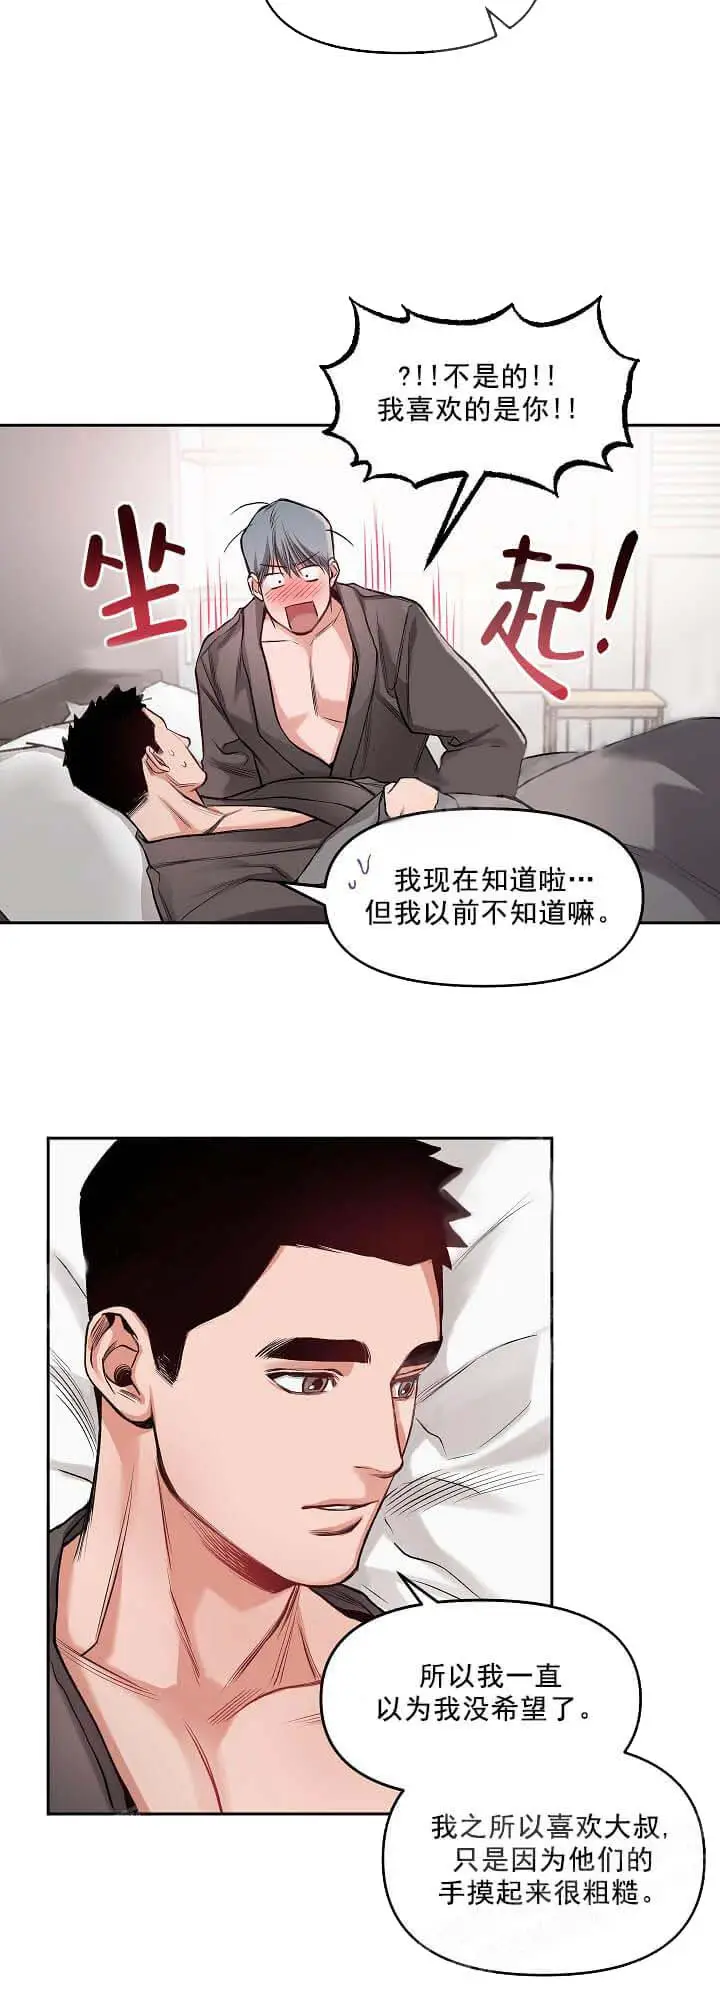 ?!!不是的!!
我喜欢的是你!!
坐起!
我现在知道啦…
但我以前不知道嘛。
所以我一直
以为我没希望了。
我之所以喜欢大叔,
只是因为他们的
手摸起来很粗糙。